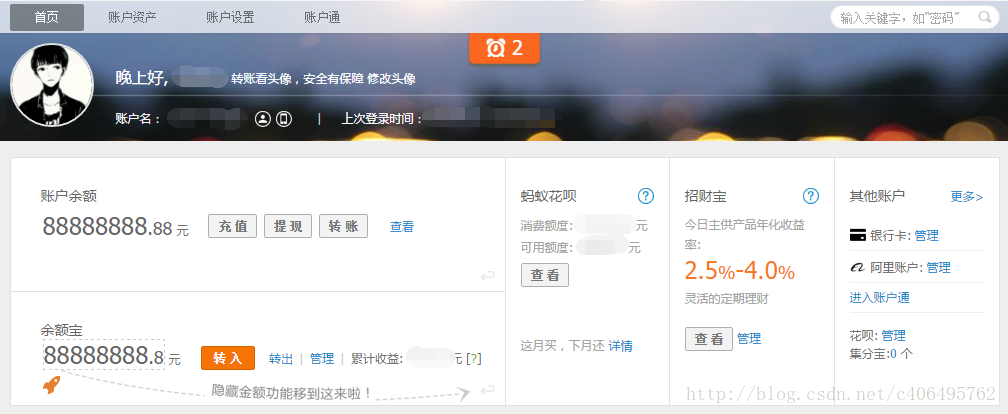 首页 账户资产 账户设置 账户通 输入关键字，如“密码”
2
晚上好, 转账看头像，安全有保障 修改头像
账户名： | 上次登录时间：
账户余额
88888888.88 元 充 值 提 现 转 账 查看
余额宝
88888888.8 元 转 入 转出 | 管理 | 累计收益: 元 [?]
隐藏金额功能移到这来啦！
蚂蚁花呗 ?
消费额度: 元
可用额度: 元
查 看
这月买，下月还 详情
招财宝 ?
今日主供产品年化收益
率:
2.5%-4.0%
灵活的定期理财
查 看 管理
其他账户 更多>
银行卡: 管理
阿里账户: 管理
进入账户通
花呗: 管理
集分宝:0 个
http://blog.csdn.net/c406495762